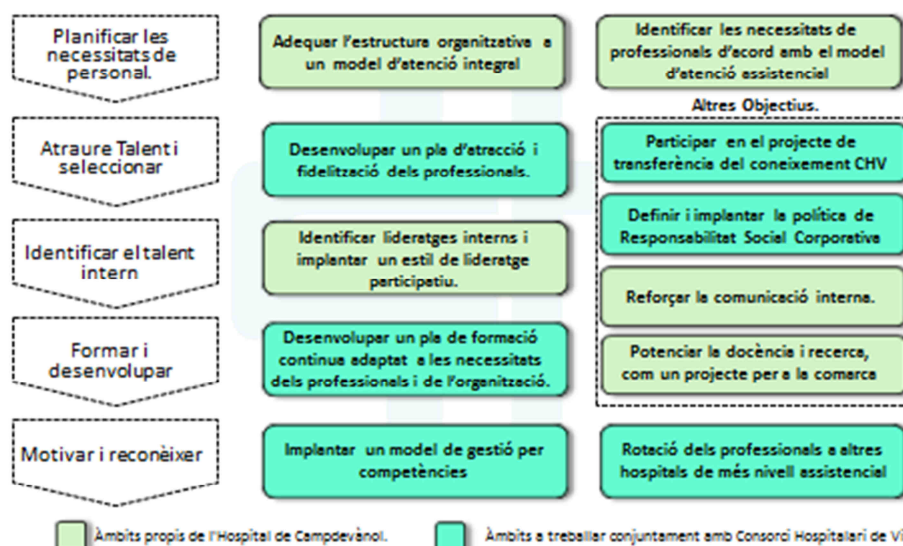 Planificar les
necessitats de
personal.
Adequar l'estructura organitzativa a
un model d'atenció integral
Identificar les necessitats de
professionals d'acord amb el model
d'atenció assistencial
Altres Objectius.
Atraure Talent i
seleccionar
Desenvolupar un pla d'atracció i
fidelització dels professionals.
Participar en el projecte de
transferència del coneixement CHV
Definir i implantar la política de
Responsabilitat Social Corporativa
Identificar el talent
intern
Identificar lideratges interns i
implantar un estil de lideratge
participatiu.
Reforçar la comunicació interna.
Formar i
desenvolupar
Desenvolupar un pla de formació
continua adaptat a les necessitats
dels professionals i de l'organització.
Potenciar la docència i recerca,
com un projecte per a la comarca
Motivar i reconèixer
Implantar un model de gestió per
competències
Rotació dels professionals a altres
hospitals de més nivell assistencial
Àmbits propis de l'Hospital de Campdevànol.
Àmbits a treballar conjuntament amb Consorci Hospitalari de Vi